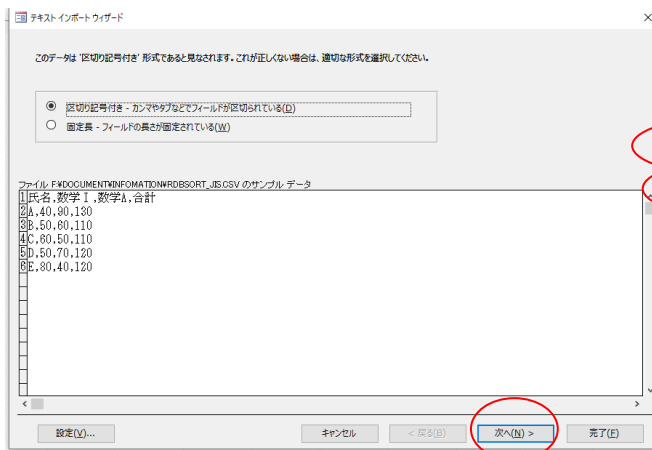 テキスト インポート ウィザード
このデータは '区切り記号付き' 形式であると見なされます。これが正しくない場合は、適切な形式を選択してください。
区切り記号付き - カンマやタブなどでフィールドが区切られている(D)
固定長 - フィールドの長さが固定されている(W)
ファイル F:¥DOCUMENT¥INFOMATION¥RDBSORT_JIS.CSV のサンプル データ
1 氏名,数学Ⅰ,数学A,合計
2 A,40,90,130
3 B,50,60,110
4 C,60,50,110
5 D,50,70,120
6 E,80,40,120
設定(V)... キャンセル < 戻る(B) 次へ(N) > 完了(F)